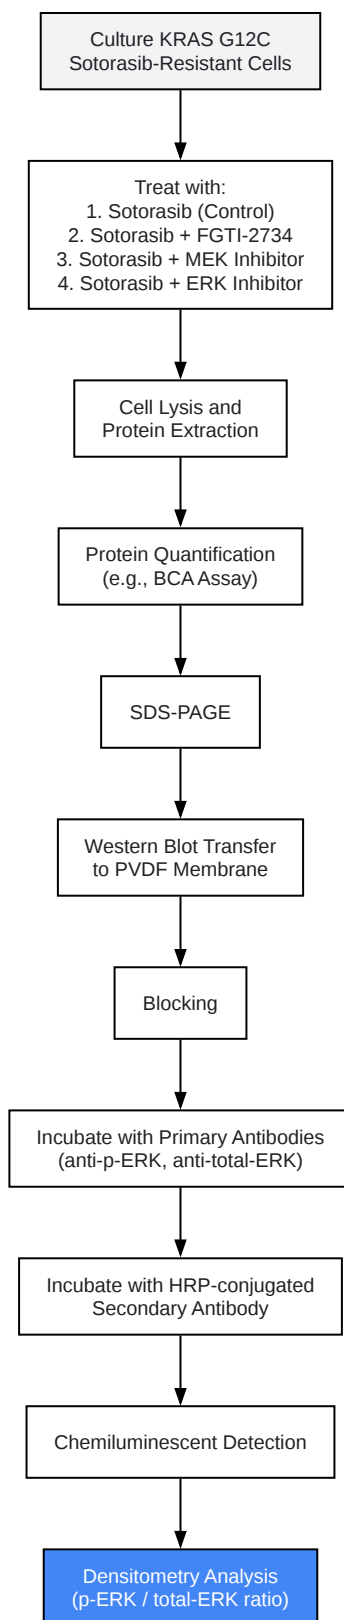 Culture KRAS G12C
Sotorasib-Resistant Cells
Treat with:
1. Sotorasib (Control)
2. Sotorasib + FGTI-2734
3. Sotorasib + MEK Inhibitor
4. Sotorasib + ERK Inhibitor
Cell Lysis and
Protein Extraction
Protein Quantification
(e.g., BCA Assay)
SDS-PAGE
Western Blot Transfer
to PVDF Membrane
Blocking
Incubate with Primary Antibodies
(anti-p-ERK, anti-total-ERK)
Incubate with HRP-conjugated
Secondary Antibody
Chemiluminescent Detection
Densitometry Analysis
(p-ERK / total-ERK ratio)